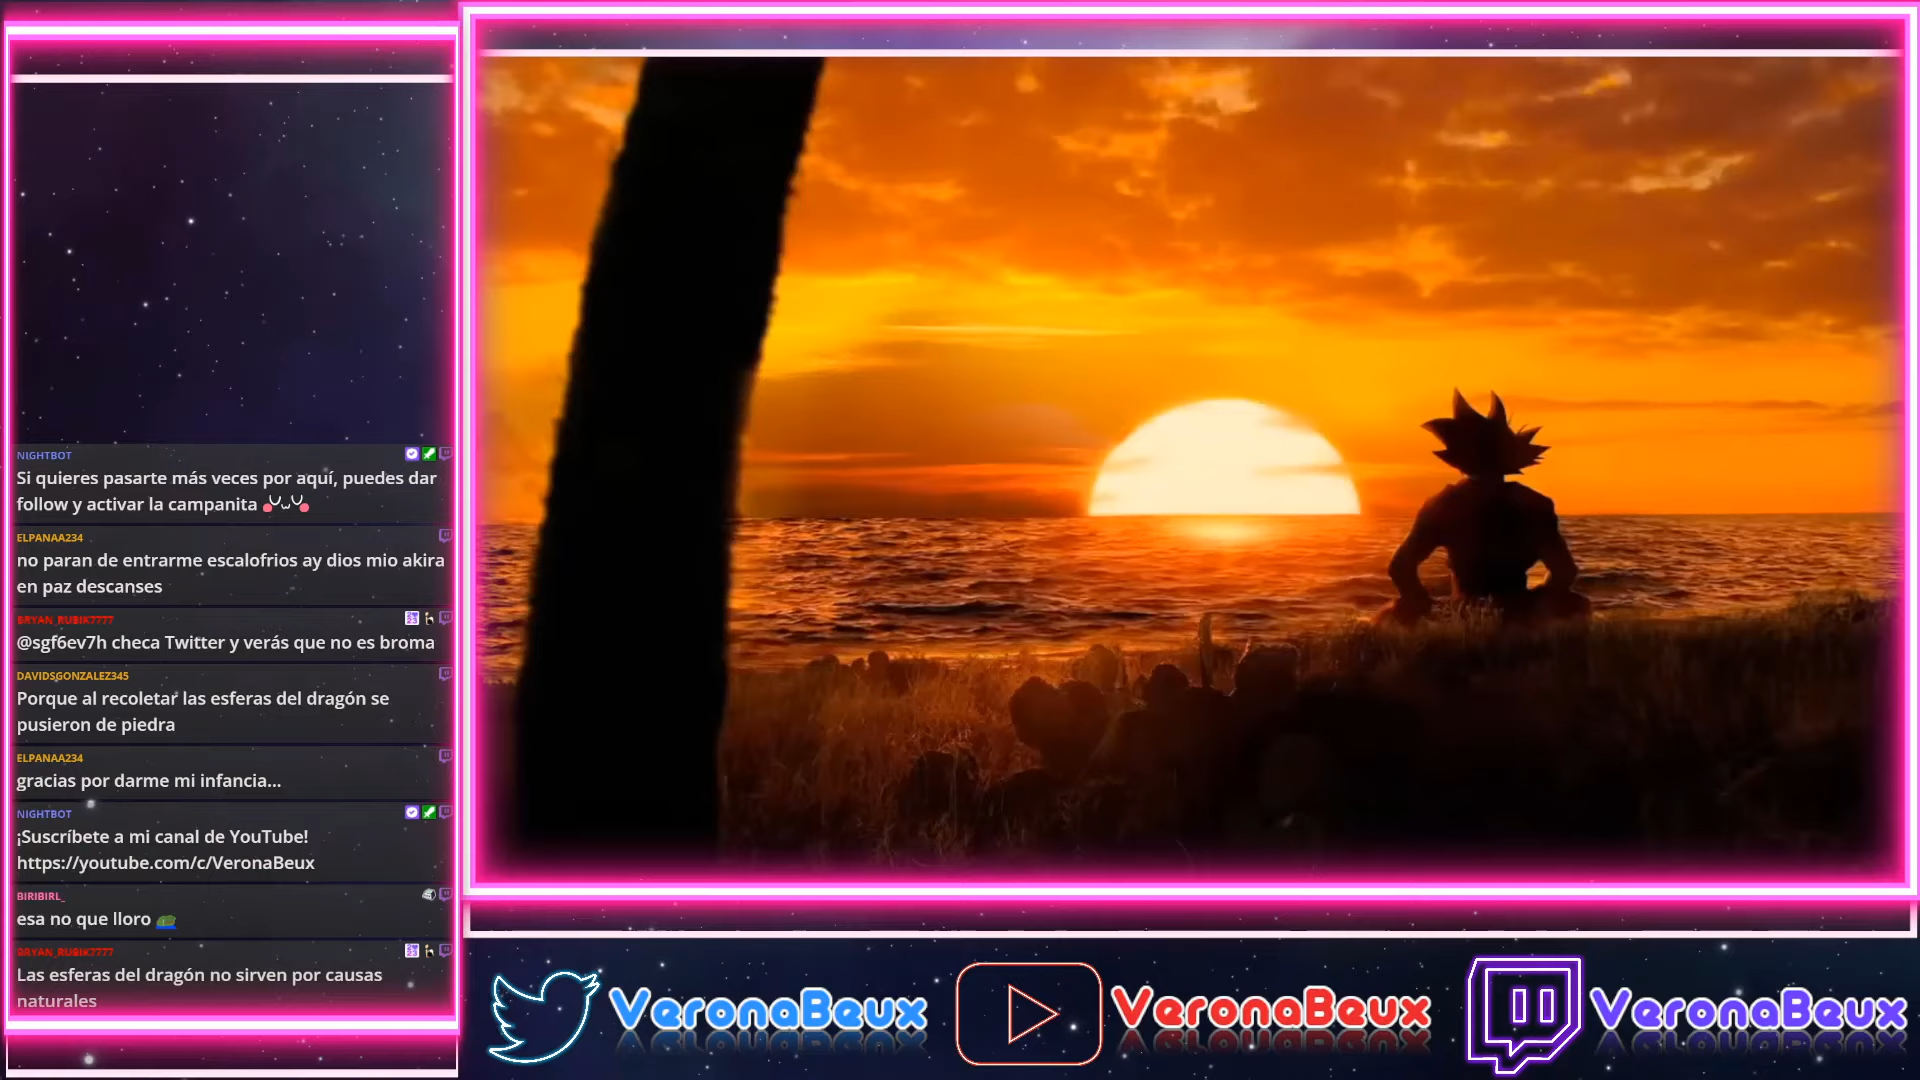 NIGHTBOT
Si quieres pasarte más veces por aquí, puedes dar
follow y activar la campanita
ELPANAA234
no paran de entrarme escalofrios ay dios mio akira
en paz descanses
BRYAN_RUBIK7777
@sgf6ev7h checa Twitter y verás que no es broma
DAVIDSGONZALEZ345
Porque al recoletar las esferas del dragón se
pusieron de piedra
ELPANAA234
gracias por darme mi infancia...
NIGHTBOT
¡Suscríbete a mi canal de YouTube!
https://youtube.com/c/VeronaBeux
BIRIBIRL_
esa no que lloro
BRYAN_RUBIK7777
Las esferas del dragón no sirven por causas
naturales
VeronaBeux
VeronaBeux
VeronaBeux